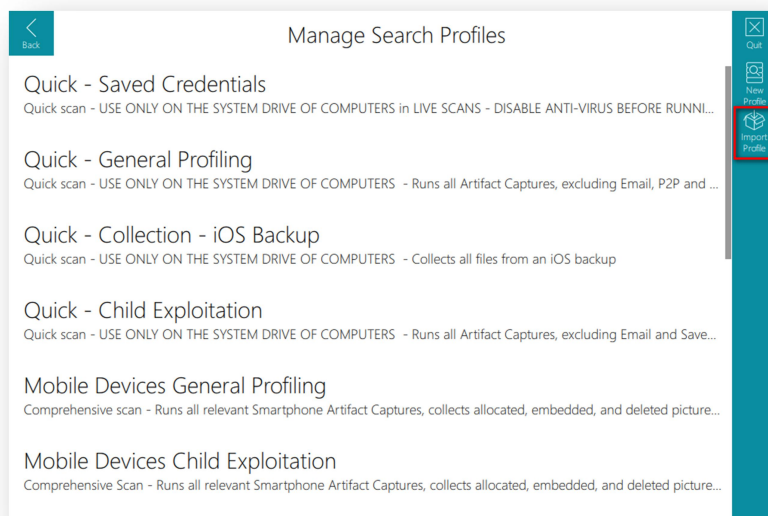 Back
Manage Search Profiles
Quit
New
Profile
Import
Profile
Quick - Saved Credentials
Quick scan - USE ONLY ON THE SYSTEM DRIVE OF COMPUTERS in LIVE SCANS - DISABLE ANTI-VIRUS BEFORE RUNNI...
Quick - General Profiling
Quick scan - USE ONLY ON THE SYSTEM DRIVE OF COMPUTERS - Runs all Artifact Captures, excluding Email, P2P and ...
Quick - Collection - iOS Backup
Quick scan - USE ONLY ON THE SYSTEM DRIVE OF COMPUTERS - Collects all files from an iOS backup
Quick - Child Exploitation
Quick scan - USE ONLY ON THE SYSTEM DRIVE OF COMPUTERS - Runs all Artifact Captures, excluding Email and Save...
Mobile Devices General Profiling
Comprehensive scan - Runs all relevant Smartphone Artifact Captures, collects allocated, embedded, and deleted picture...
Mobile Devices Child Exploitation
Comprehensive Scan - Runs all relevant Smartphone Artifact Captures, collects allocated, embedded, and deleted picture...